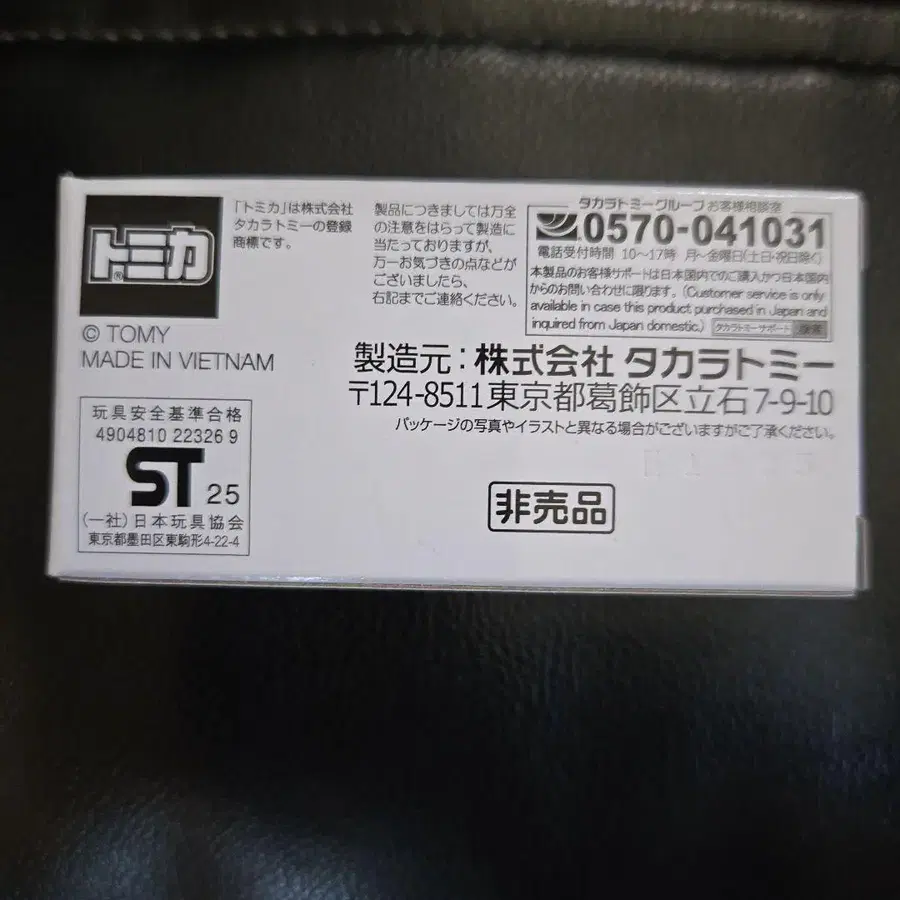 トミカ®
「トミカ」は株式会社
タカラトミーの登録
商標です。
© TOMY
MADE IN VIETNAM
製品につきましては万全
の注意をはらって製造に
当たっておりますが、
万一お気づきの点などが
ございましたら、
右記までご連絡ください。
タカラトミーグループお客様相談室
0570-041031
電話受付時間 10~17時 月~金曜日(土日・祝日除く)
本製品のお客様サポートは日本国内でのご購入かつ日本国内
からのお問い合わせに限ります。(Customer service is only
available in case this product purchased in Japan and
inquired from Japan domestic.) タカラトミーサポート 検索
製造元:株式会社 タカラトミー
〒124-8511東京都葛飾区立石7-9-10
パッケージの写真やイラストと異なる場合がございますがご了承ください。
玩具安全基準合格
4904810 22326 9
ST 25
(一社)日本玩具協会
東京都墨田区東駒形4-22-4
非売品